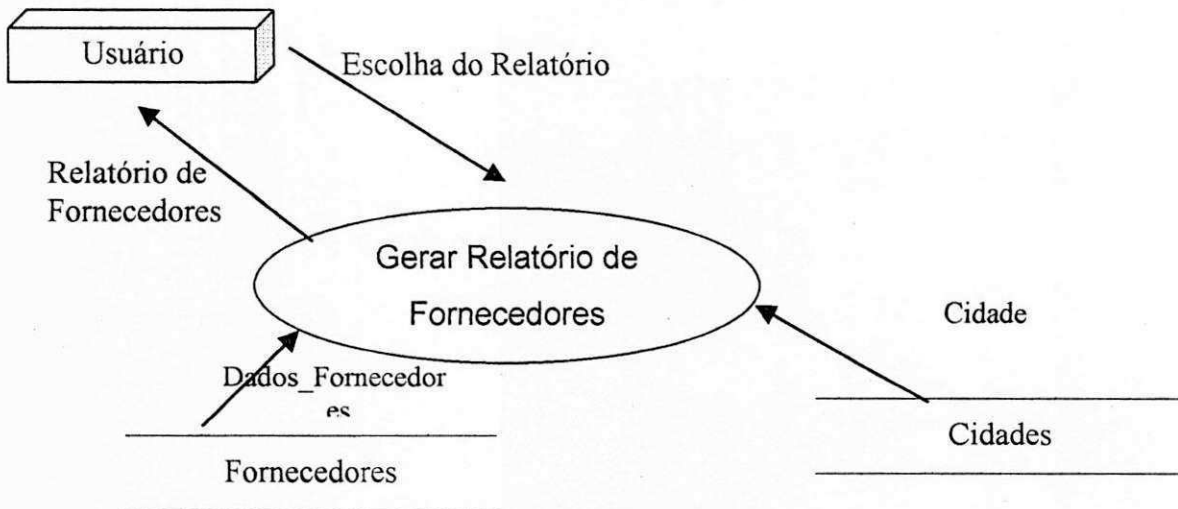 Usuário
Escolha do Relatório
Relatório de
Fornecedores
Gerar Relatório de
Fornecedores
Cidade
Dados_Fornecedor
es
Cidades
Fornecedores